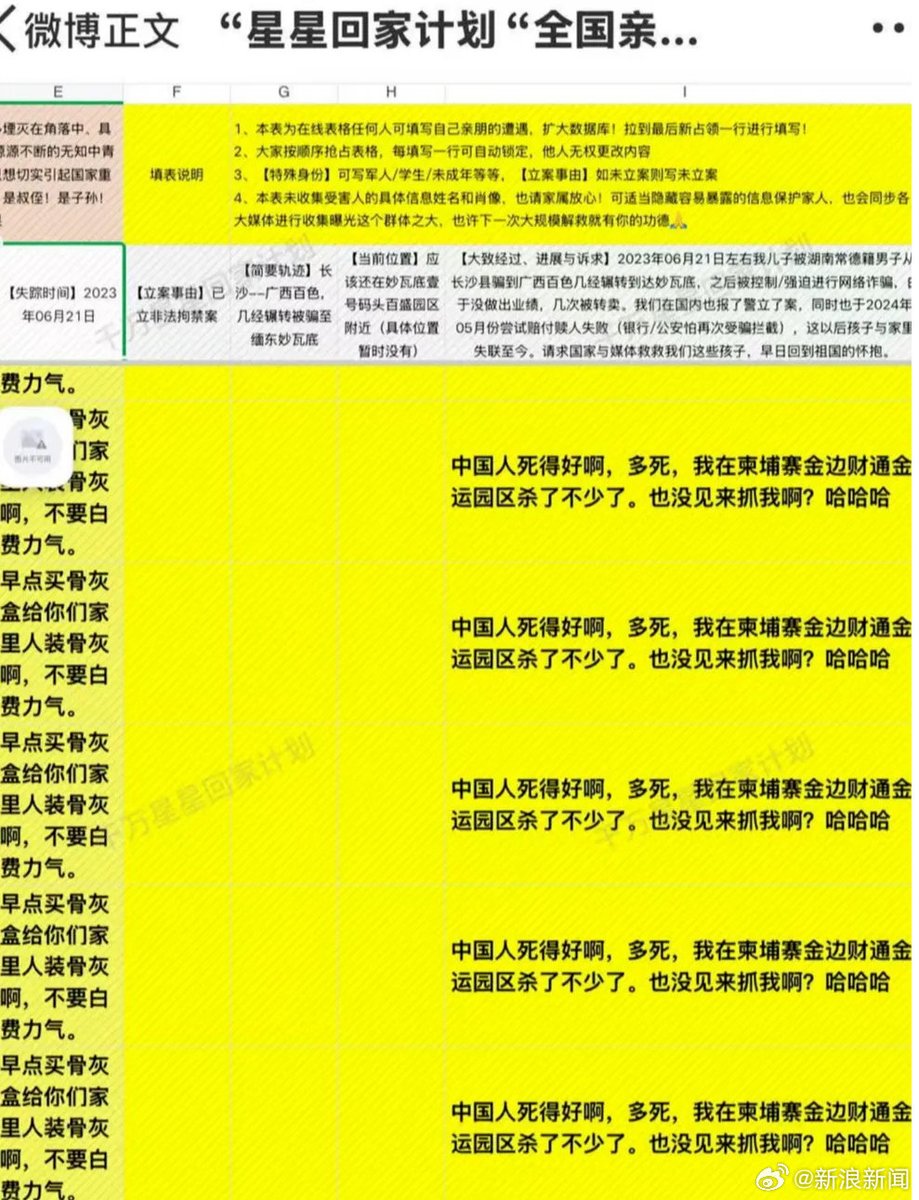 微博正文 “星星回家计划“全国亲...
E F G H I
埋灭在角落中、具
源源不断的无知中青
想切实引起国家重
是叔侄！是子孙！
填表说明
1、本表为在线表格任何人可填写自己亲朋的遭遇，扩大数据库！拉到最后新占领一行进行填写！
2、大家按顺序抢占表格，每填写一行可自动锁定，他人无权更改内容
3、【特殊身份】可写军人/学生/未成年等等，【立案事由】如未立案则写未立案
4、本表未收集受害人的具体信息姓名和肖像，也请家属放心！可适当隐藏容易暴露的信息保护家人，也会同步各
大媒体进行收集曝光这个群体之大，也许下一次大规模解救就有你的功德🙏
【失踪时间】2023
年06月21日
【立案事由】已
立非法拘禁案
【简要轨迹】长
沙--广西百色，
几经辗转被骗至
缅东妙瓦底
【当前位置】应
该还在妙瓦底壹
号码头百盛园区
附近（具体位置
暂时没有）
【大致经过、进展与诉求】2023年06月21日左右我儿子被湖南常德籍男子从
长沙县骗到广西百色几经辗转到达妙瓦底，之后被控制/强迫进行网络诈骗，
于没做出业绩，几次被转卖。我们在国内也报了警立了案，同时也于2024年
05月份尝试赔付赎人失败（银行/公安怕再次受骗拦截），这以后孩子与家里
失联至今。请求国家与媒体救救我们这些孩子，早日回到祖国的怀抱。
费力气。
骨灰
们家
里人装骨灰
啊，不要白
费力气。
图片不可用
中国人死得好啊，多死，我在柬埔寨金边财通金
运园区杀了不少了。也没见来抓我啊？哈哈哈
早点买骨灰
盒给你们家
里人装骨灰
啊，不要白
费力气。
中国人死得好啊，多死，我在柬埔寨金边财通金
运园区杀了不少了。也没见来抓我啊？哈哈哈
早点买骨灰
盒给你们家
里人装骨灰
啊，不要白
费力气。
中国人死得好啊，多死，我在柬埔寨金边财通金
运园区杀了不少了。也没见来抓我啊？哈哈哈
早点买骨灰
盒给你们家
里人装骨灰
啊，不要白
费力气。
中国人死得好啊，多死，我在柬埔寨金边财通金
运园区杀了不少了。也没见来抓我啊？哈哈哈
早点买骨灰
盒给你们家
里人装骨灰
啊，不要白
费力气。
中国人死得好啊，多死，我在柬埔寨金边财通金
运园区杀了不少了。也没见来抓我啊？哈哈哈
千万星星回家计划
@新浪新闻